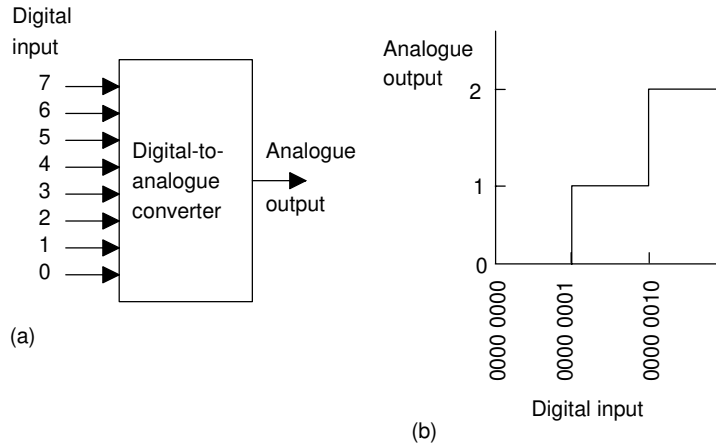 Digital
input
7
6
5
4
3
2
1
0
Digital-to-
analogue
converter
Analogue
output
(a)
Analogue
output
2
1
0
0000 0000
0000 0001
0000 0010
Digital input
(b)